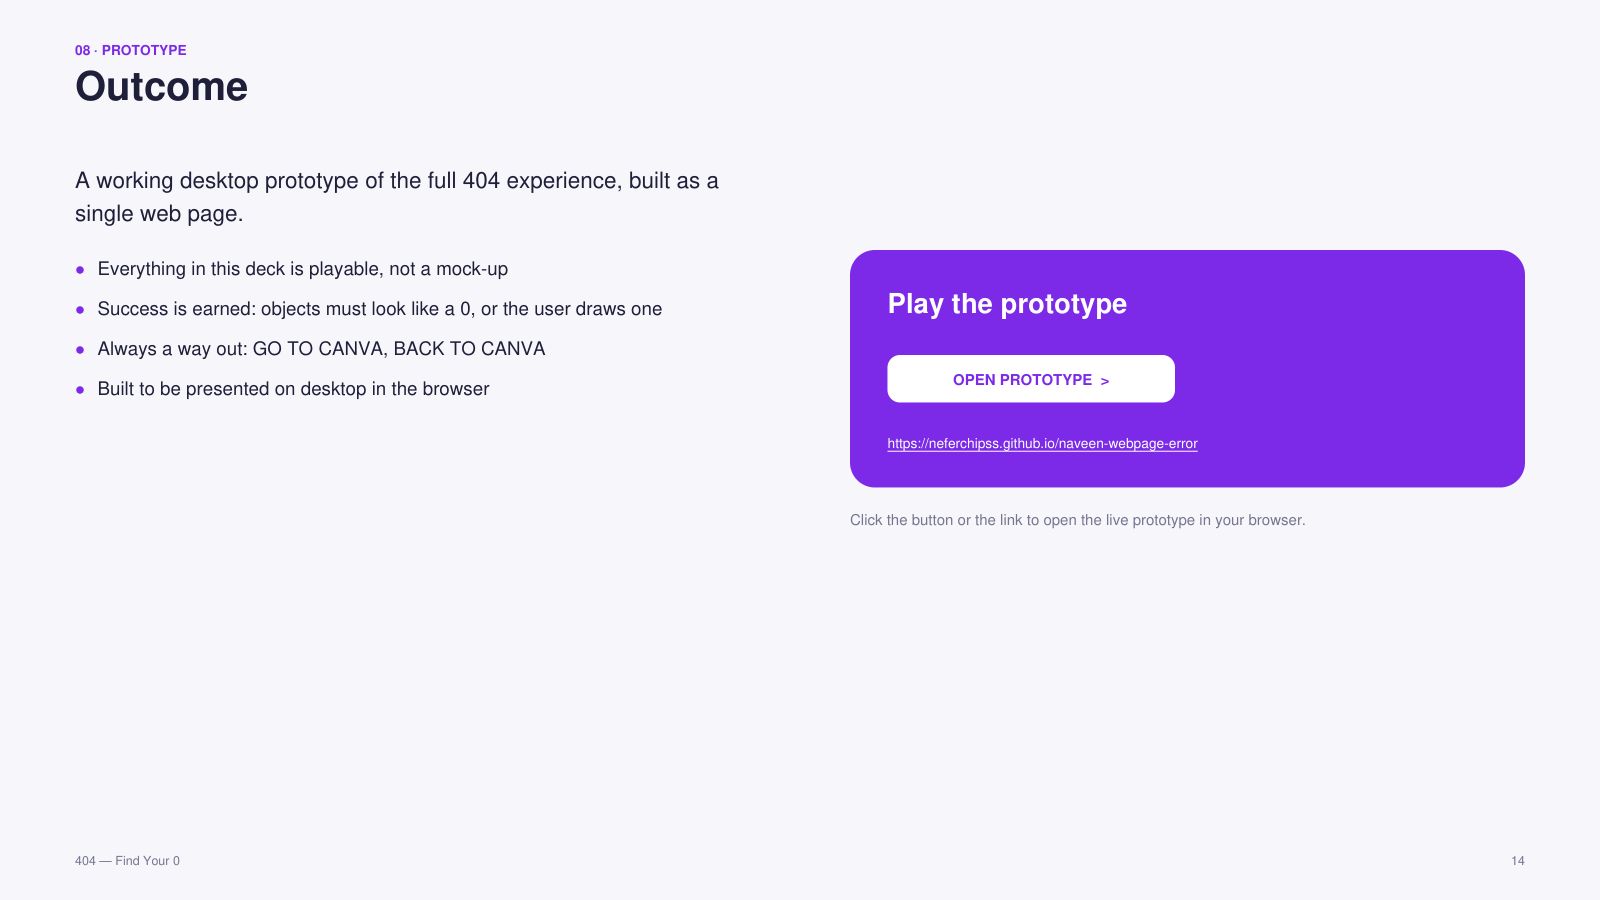 08 · PROTOTYPE
Outcome
A working desktop prototype of the full 404 experience, built as a
single web page.
• Everything in this deck is playable, not a mock-up
• Success is earned: objects must look like a 0, or the user draws one
• Always a way out: GO TO CANVA, BACK TO CANVA
• Built to be presented on desktop in the browser
Play the prototype
OPEN PROTOTYPE >
https://neferchipss.github.io/naveen-webpage-error
Click the button or the link to open the live prototype in your browser.
404 — Find Your 0
14